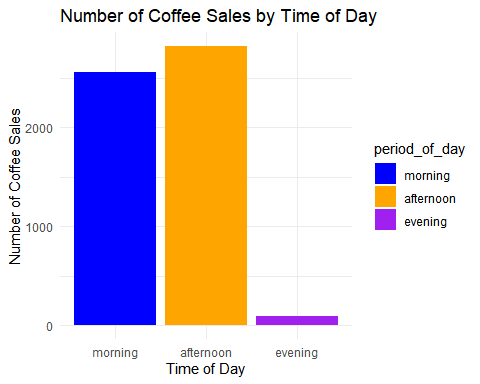 Number of Coffee Sales by Time of Day
Number of Coffee Sales
2000
1000
0
morning afternoon evening
Time of Day
period_of_day
morning
afternoon
evening